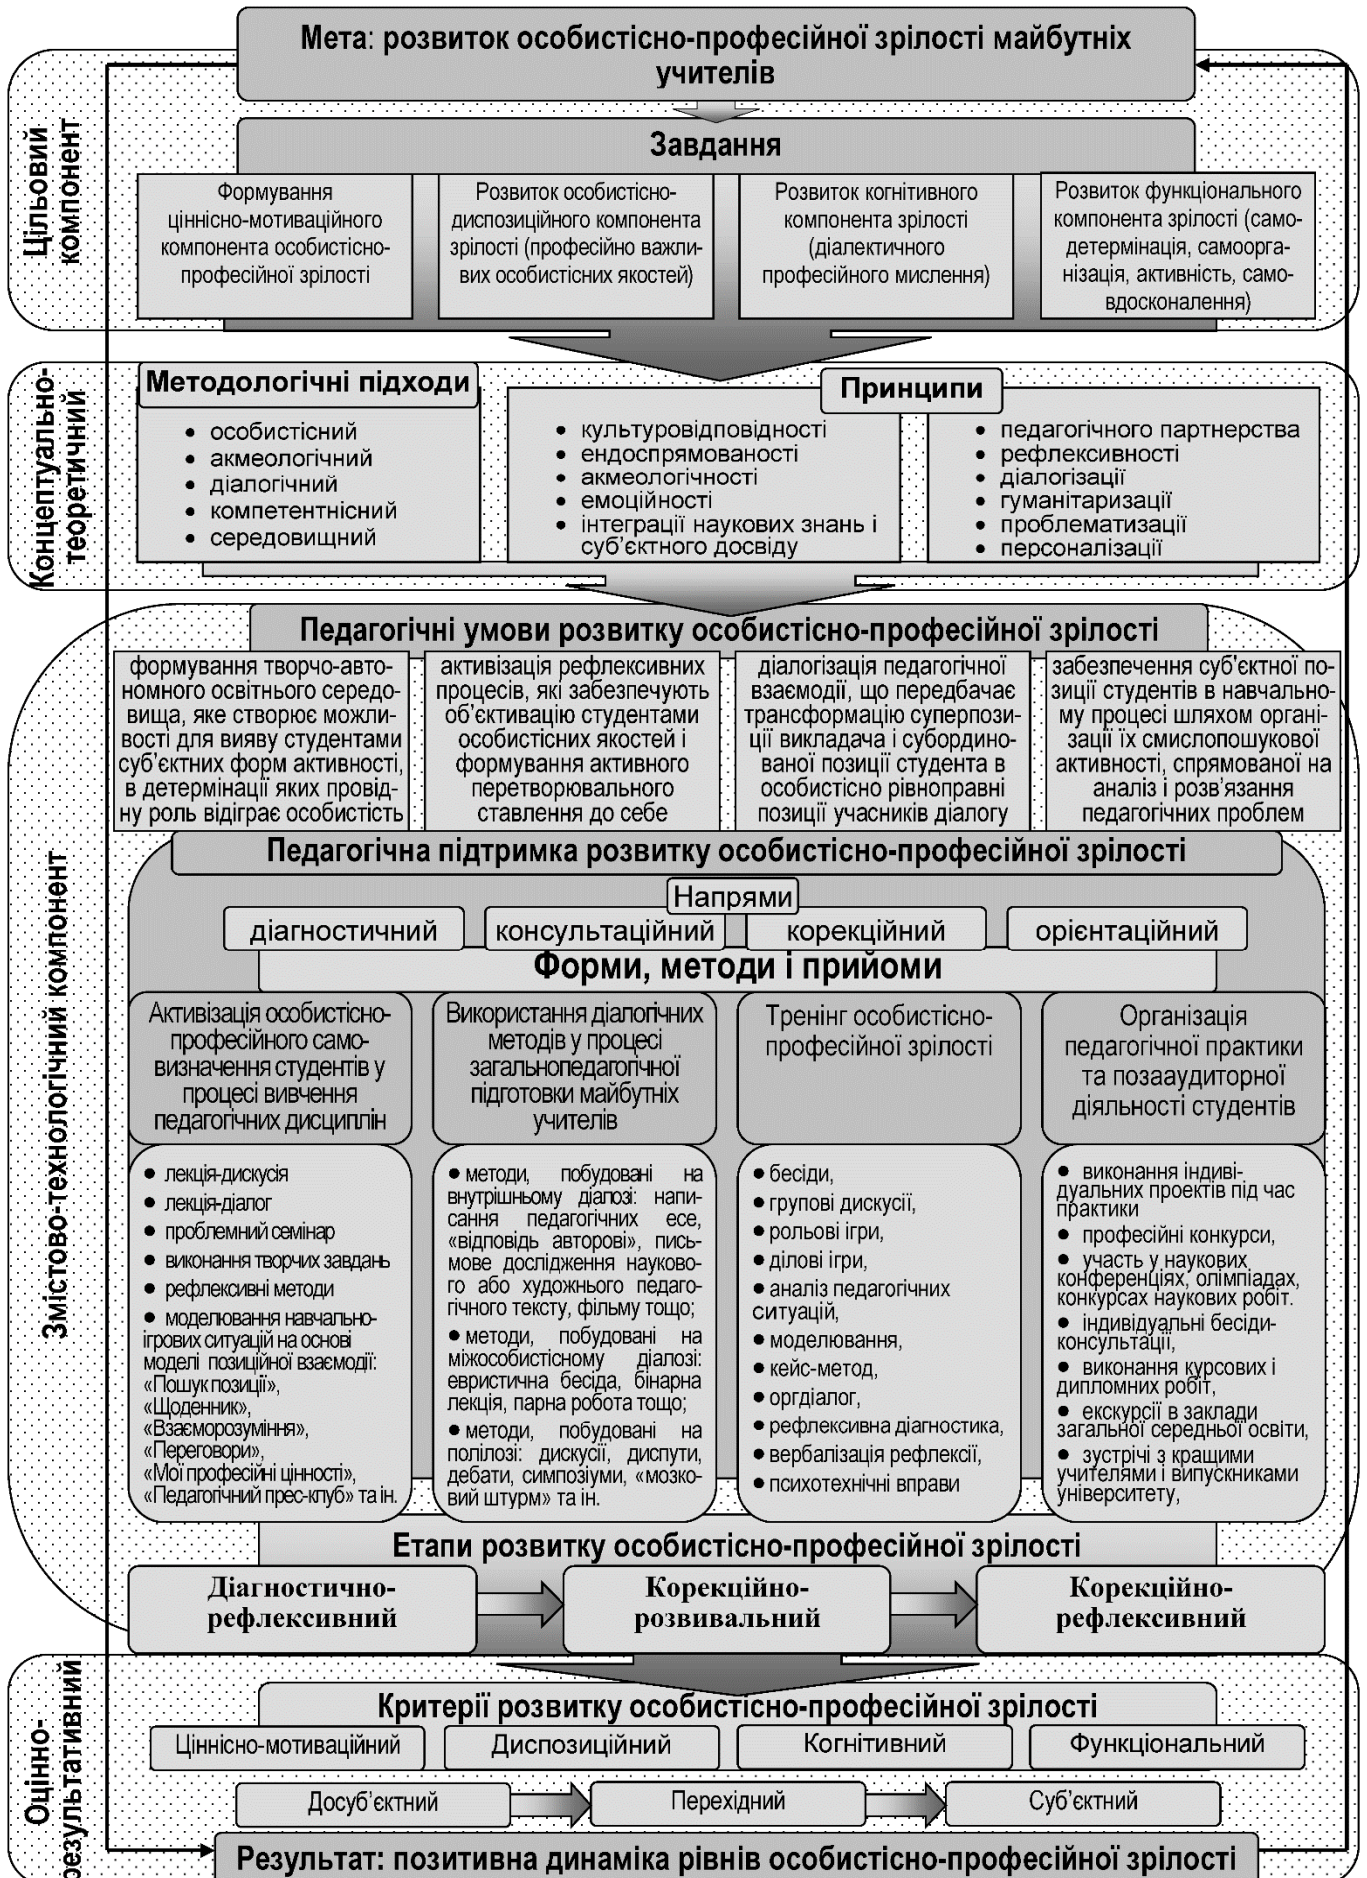 Мета: розвиток особистісно-професійної зрілості майбутніх
учителів
Цільовий
компонент
Завдання
Формування
ціннісно-мотиваційного
компонента особистісно-
професійної зрілості
Розвиток особистісно-
диспозиційного компонента
зрілості (професійно важли-
вих особистісних якостей)
Розвиток когнітивного
компонента зрілості
(діалектичного
професійного мислення)
Розвиток функціонального
компонента зрілості (само-
детермінація, самоорга-
нізація, активність, само-
вдосконалення)
Концептуально-
теоретичний
Методологічні підходи
• особистісний
• акмеологічний
• діалогічний
• компетентнісний
• середовищний
Принципи
• культуровідповідності
• ендоспрямованості
• акмеологічності
• емоційності
• інтеграції наукових знань і
суб’єктного досвіду
• педагогічного партнерства
• рефлексивності
• діалогізації
• гуманітаризації
• проблематизації
• персоналізації
Змістово-технологічний компонент
Педагогічні умови розвитку особистісно-професійної зрілості
формування творчо-авто-
номного освітнього середо-
вища, яке створює можли-
вості для вияву студентами
суб’єктних форм активності,
в детермінації яких провід-
ну роль відіграє особистість
активізація рефлексивних
процесів, які забезпечують
об’єктивацію студентами
особистісних якостей і
формування активного
перетворювального
ставлення до себе
діалогізація педагогічної
взаємодії, що передбачає
трансформацію суперпози-
ції викладача і субордино-
ваної позиції студента в
особистісно рівноправні
позиції учасників діалогу
забезпечення суб’єктної по-
зиції студентів в навчально-
му процесі шляхом органі-
зації їх смислопошукової
активності, спрямованої на
аналіз і розв’язання
педагогічних проблем
Педагогічна підтримка розвитку особистісно-професійної зрілості
Напрями
діагностичний
консультаційний
корекційний
орієнтаційний
Форми, методи і прийоми
Активізація особистісно-
професійного само-
визначення студентів у
процесі вивчення
педагогічних дисциплін
Використання діалогічних
методів у процесі
загальнопедагогічної
підготовки майбутніх
учителів
Тренінг особистісно-
професійної зрілості
Організація
педагогічної практики
та позааудиторної
діяльності студентів
• лекція-дискусія
• лекція-діалог
• проблемний семінар
• виконання творчих завдань
• рефлексивні методи
• моделювання навчально-
ігрових ситуацій на основі
моделі позиційної взаємодії:
«Пошук позиції»,
«Щоденник»,
«Взаєморозуміння»,
«Переговори»,
«Мої професійні цінності»,
«Педагогічний прес-клуб» та ін.
• методи, побудовані на
внутрішньому діалозі: напи-
сання педагогічних есе,
«відповідь авторові», пись-
мове дослідження науково-
го або художнього педаго-
гічного тексту, фільму тощо;
• методи, побудовані на
міжособистісному діалозі:
евристична бесіда, бінарна
лекція, парна робота тощо;
• методи, побудовані на
полілозі: дискусії, диспути,
дебати, симпозіуми, «мозко-
вий штурм» та ін.
• бесіди,
• групові дискусії,
• рольові ігри,
• ділові ігри,
• аналіз педагогічних
ситуацій,
• моделювання,
• кейс-метод,
• оргдіалог,
• рефлексивна діагностика,
• вербалізація рефлексії,
• психотехнічні вправи
• виконання індиві-
дуальних проектів під час
практики
• професійні конкурси,
• участь у наукових
конференціях, олімпіадах,
конкурсах наукових робіт.
• індивідуальні бесіди-
консультації,
• виконання курсових і
дипломних робіт,
• екскурсії в заклади
загальної середньої освіти,
• зустрічі з кращими
учителями і випускниками
університету,
Етапи розвитку особистісно-професійної зрілості
Діагностично-
рефлексивний
Корекційно-
розвивальний
Корекційно-
рефлексивний
Оцінно-
результативний
Критерії розвитку особистісно-професійної зрілості
Ціннісно-мотиваційний
Диспозиційний
Когнітивний
Функціональний
Досуб’єктний
Перехідний
Суб’єктний
Результат: позитивна динаміка рівнів особистісно-професійної зрілості